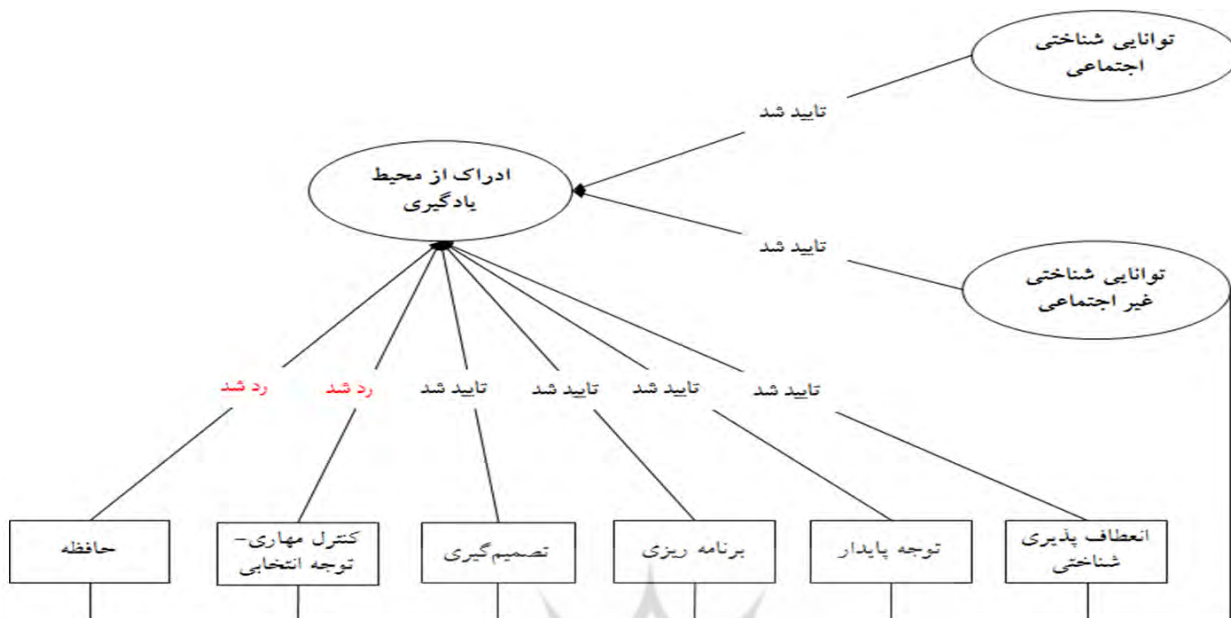 توانایی شناختی
اجتماعی
تایید شد
ادراک از محیط
یادگیری
تایید شد
توانایی شناختی
غیر اجتماعی
تایید شد
تایید شد
تایید شد
تایید شد
رد شد
رد شد
انعطاف پذیری
شناختی
توجه پایدار
برنامه ریزی
تصمیم‌گیری
کنترل مهاری-
توجه انتخابی
حافظه